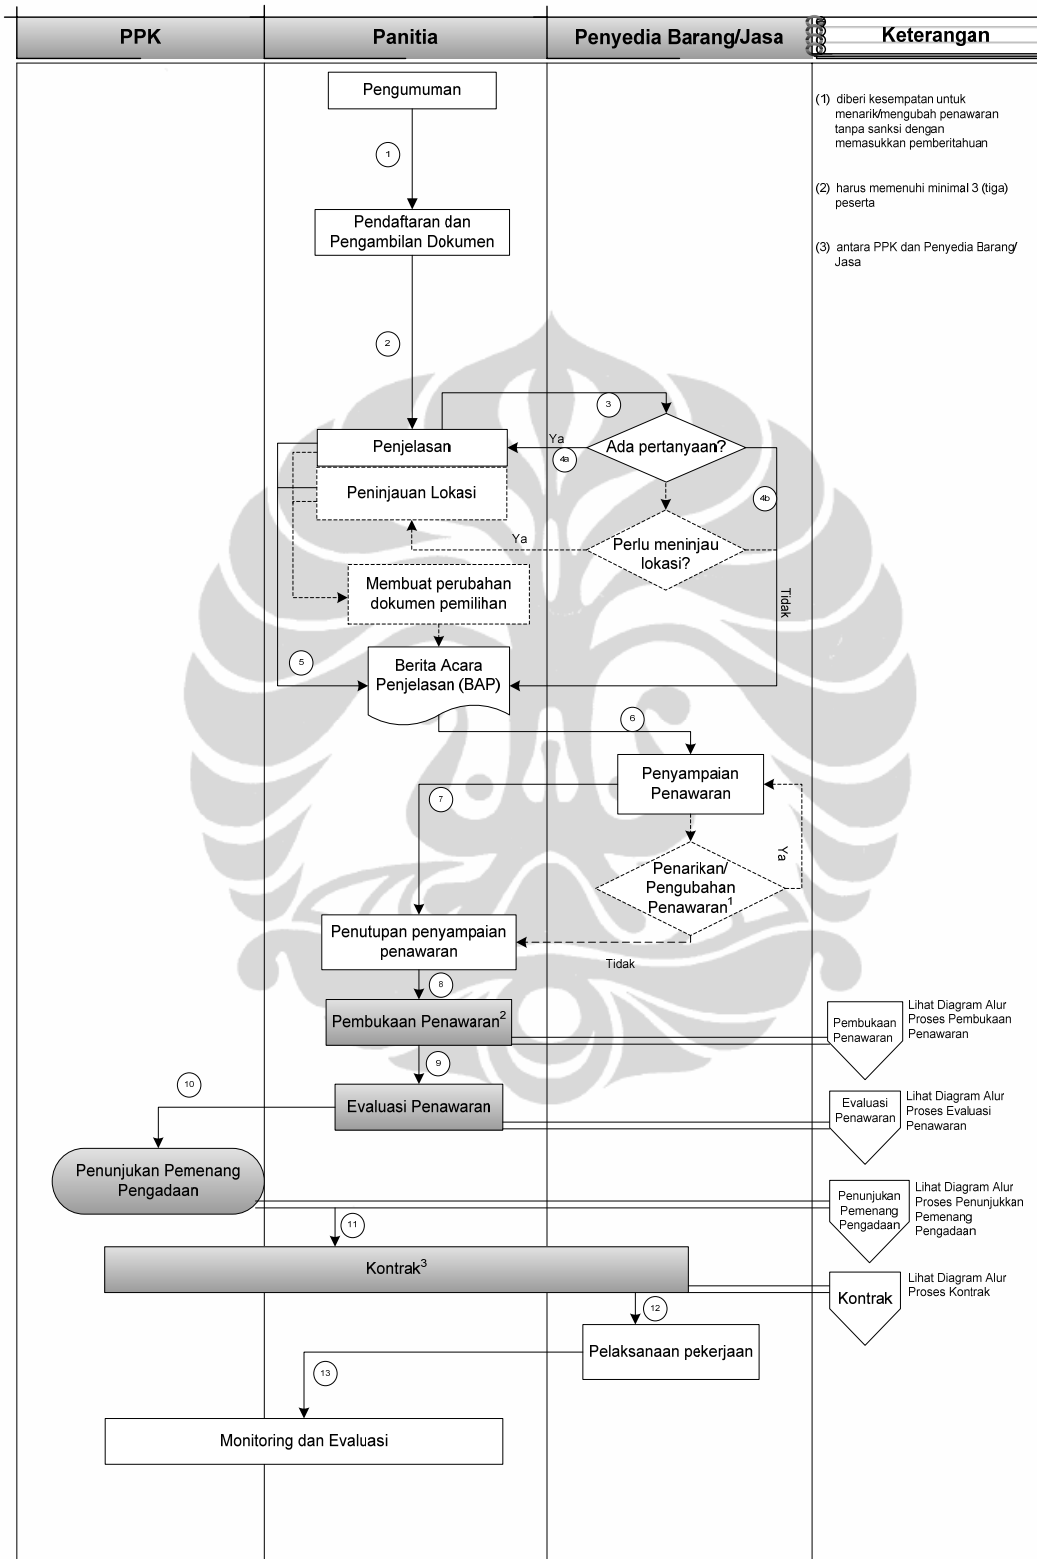 PPK
Panitia
Penyedia Barang/Jasa
Keterangan
Pengumuman
(1) diberi kesempatan untuk
menarik/mengubah penawaran
tanpa sanksi dengan
memasukkan pemberitahuan
1
(2) harus memenuhi minimal 3 (tiga)
peserta
Pendaftaran dan
Pengambilan Dokumen
(3) antara PPK dan Penyedia Barang/
Jasa
2
3
Penjelasan
Ya
4a
Ada pertanyaan?
4b
Peninjauan Lokasi
Ya
Perlu meninjau
lokasi?
Membuat perubahan
dokumen pemilihan
Tidak
5
Berita Acara
Penjelasan (BAP)
6
Penyampaian
Penawaran
7
Ya
Penarikan/
Pengubahan
Penawaran1
Penutupan penyampaian
penawaran
Tidak
8
Pembukaan Penawaran2
Pembukaan
Penawaran
Lihat Diagram Alur
Proses Pembukaan
Penawaran
9
10
Evaluasi Penawaran
Evaluasi
Penawaran
Lihat Diagram Alur
Proses Evaluasi
Penawaran
Penunjukan Pemenang
Pengadaan
Penunjukan
Pemenang
Pengadaan
Lihat Diagram Alur
Proses Penunjukkan
Pemenang
Pengadaan
11
Kontrak3
Kontrak
Lihat Diagram Alur
Proses Kontrak
12
Pelaksanaan pekerjaan
13
Monitoring dan Evaluasi